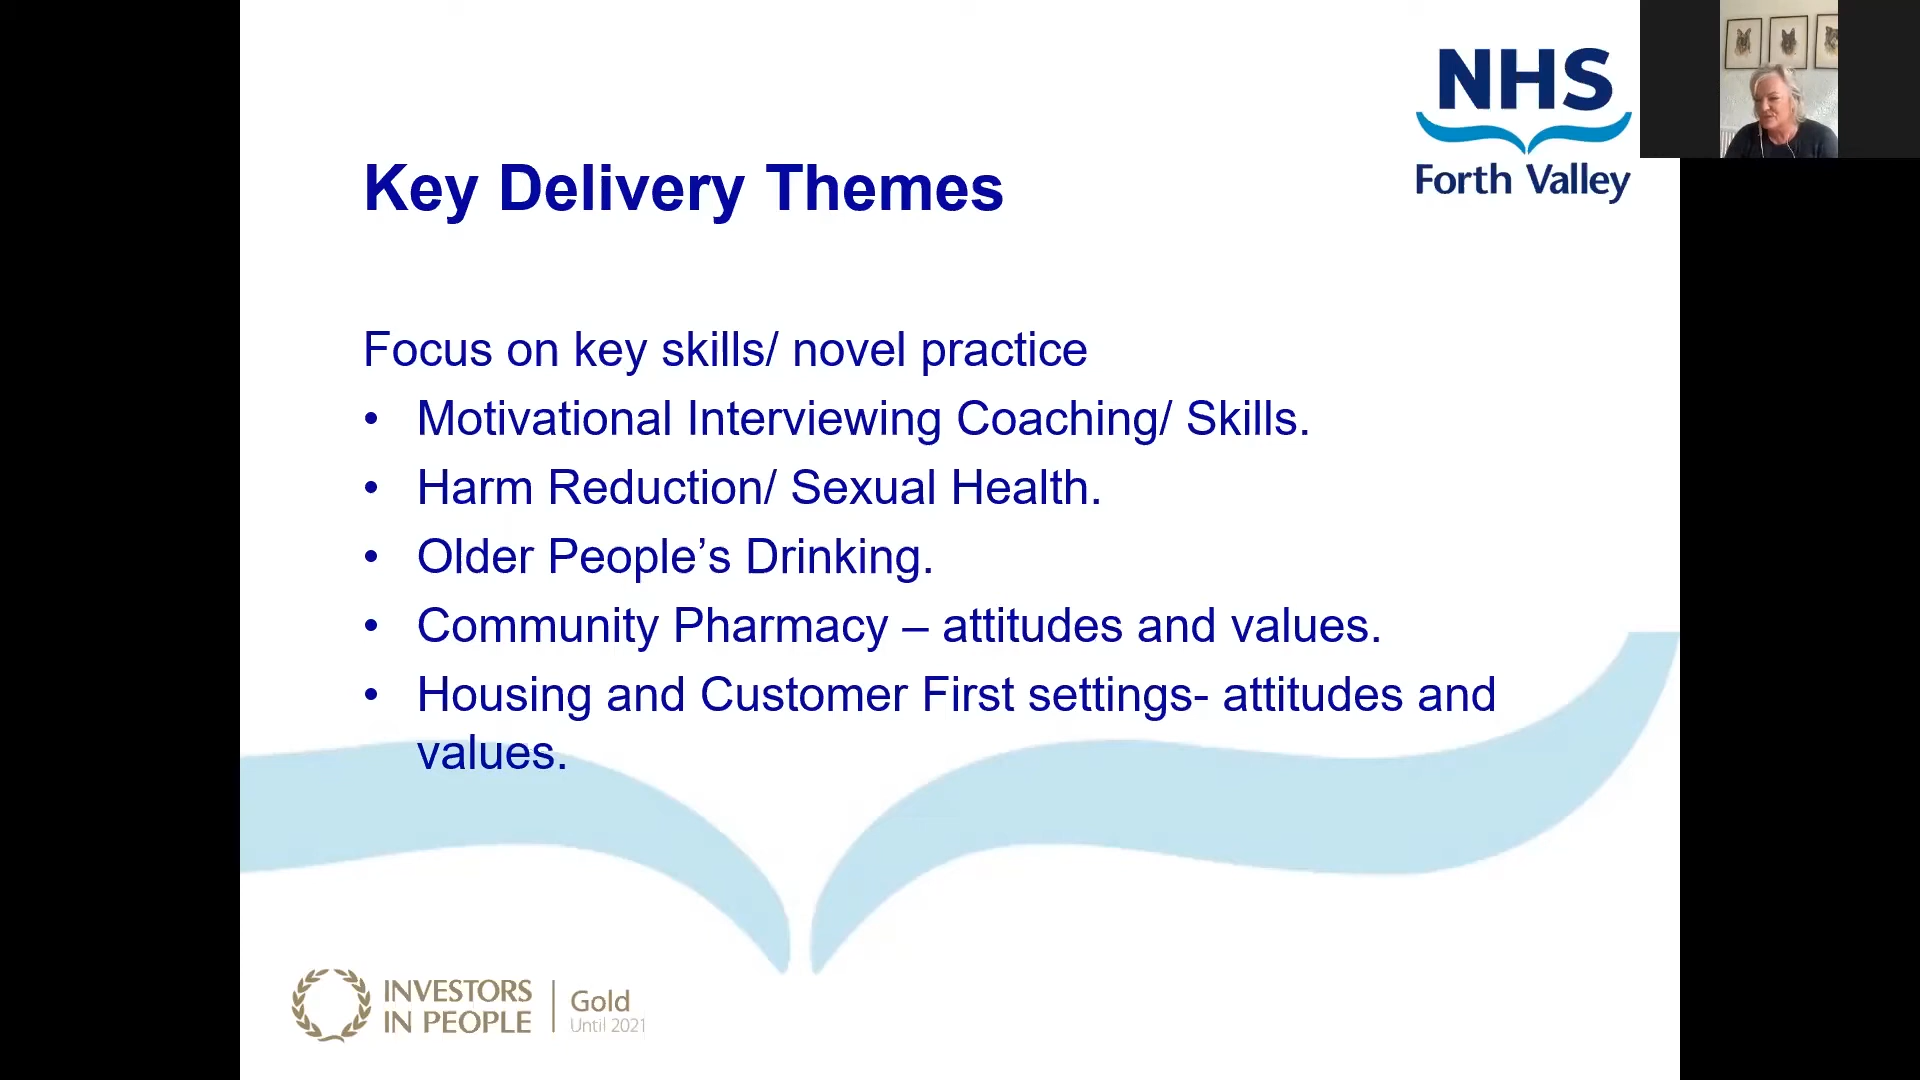 NHS
Forth Valley
Key Delivery Themes
Focus on key skills/ novel practice
• Motivational Interviewing Coaching/ Skills.
• Harm Reduction/ Sexual Health.
• Older People’s Drinking.
• Community Pharmacy – attitudes and values.
• Housing and Customer First settings- attitudes and
values.
INVESTORS
IN PEOPLE
Gold
Until 2021